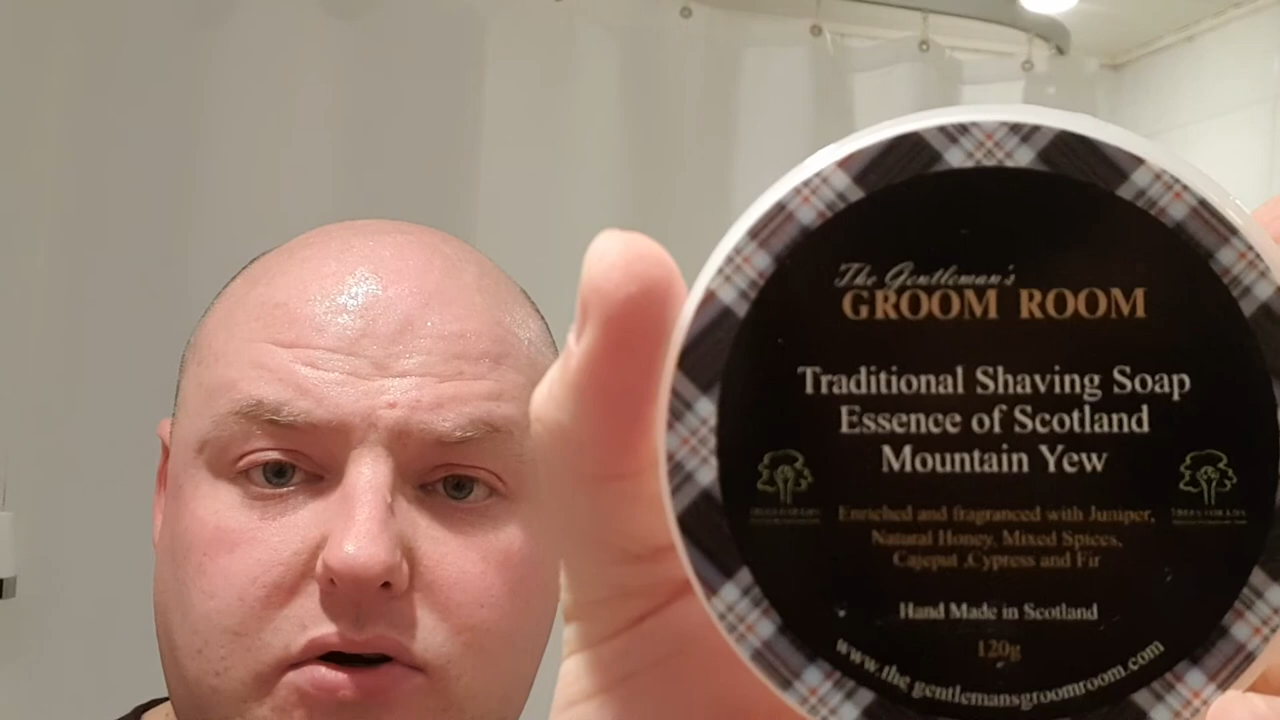 The Gentleman's
GROOM ROOM
Traditional Shaving Soap
Essence of Scotland
Mountain Yew
Enriched and fragranced with Juniper,
Natural Honey, Mixed Spices,
Cajeput ,Cypress and Fir
Hand Made in Scotland
120g
www.the gentlemansgroomroom.com